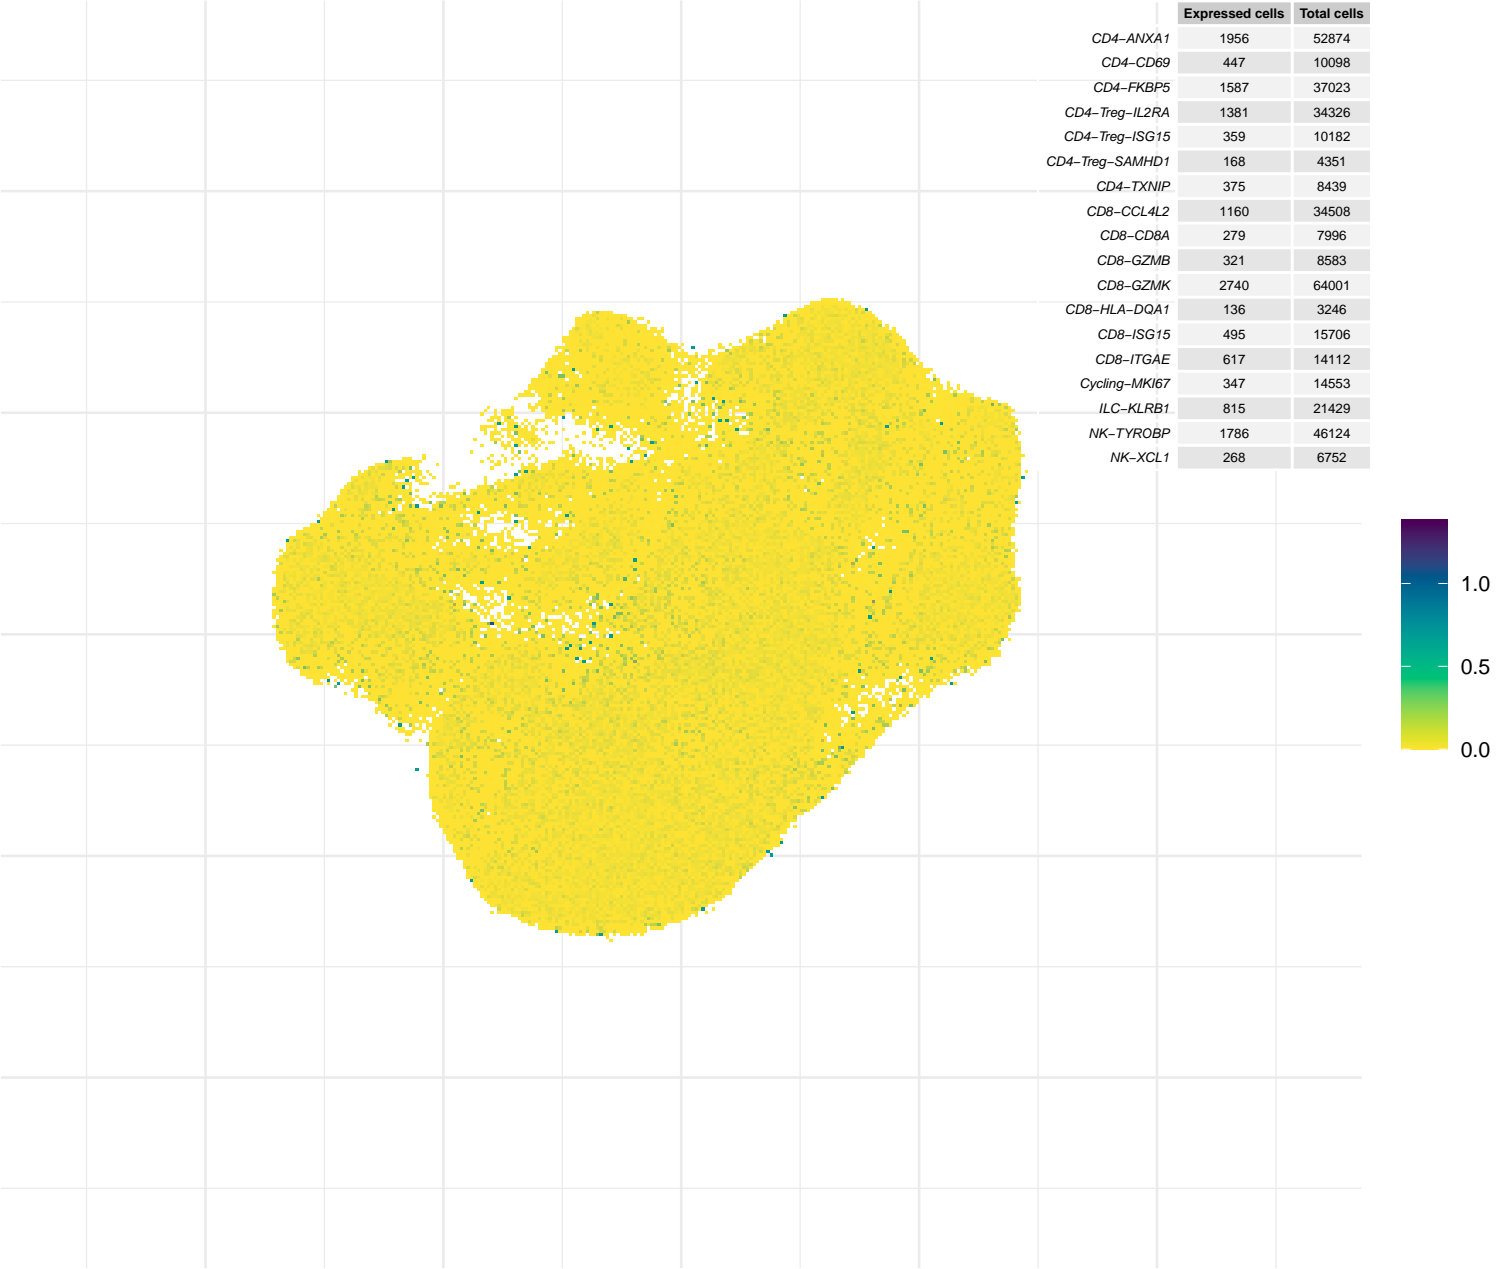 Expressed cells Total cells
CD4−ANXA1 1956 52874
CD4−CD69 447 10098
CD4−FKBP5 1587 37023
CD4−Treg−IL2RA 1381 34326
CD4−Treg−ISG15 359 10182
CD4−Treg−SAMHD1 168 4351
CD4−TXNIP 375 8439
CD8−CCL4L2 1160 34508
CD8−CD8A 279 7996
CD8−GZMB 321 8583
CD8−GZMK 2740 64001
CD8−HLA−DQA1 136 3246
CD8−ISG15 495 15706
CD8−ITGAE 617 14112
Cycling−MKI67 347 14553
ILC−KLRB1 815 21429
NK−TYROBP 1786 46124
NK−XCL1 268 6752
1.0
0.5
0.0